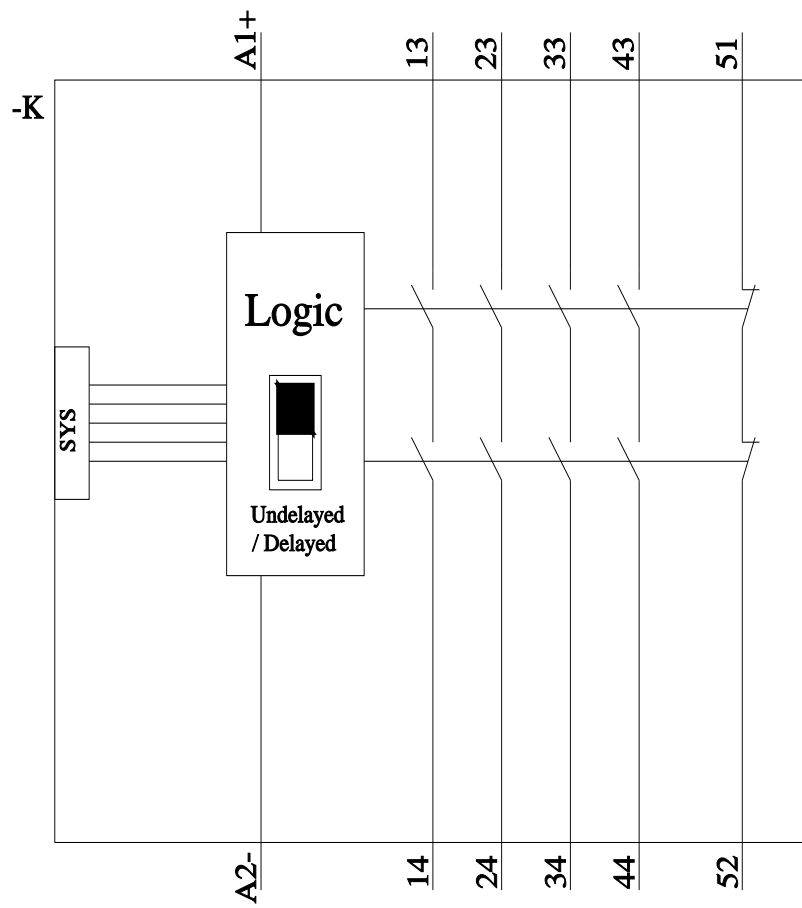 A1+
13
23
33
43
51
-K
Logic
SYS
Undelayed
/ Delayed
A2-
14
24
34
44
52